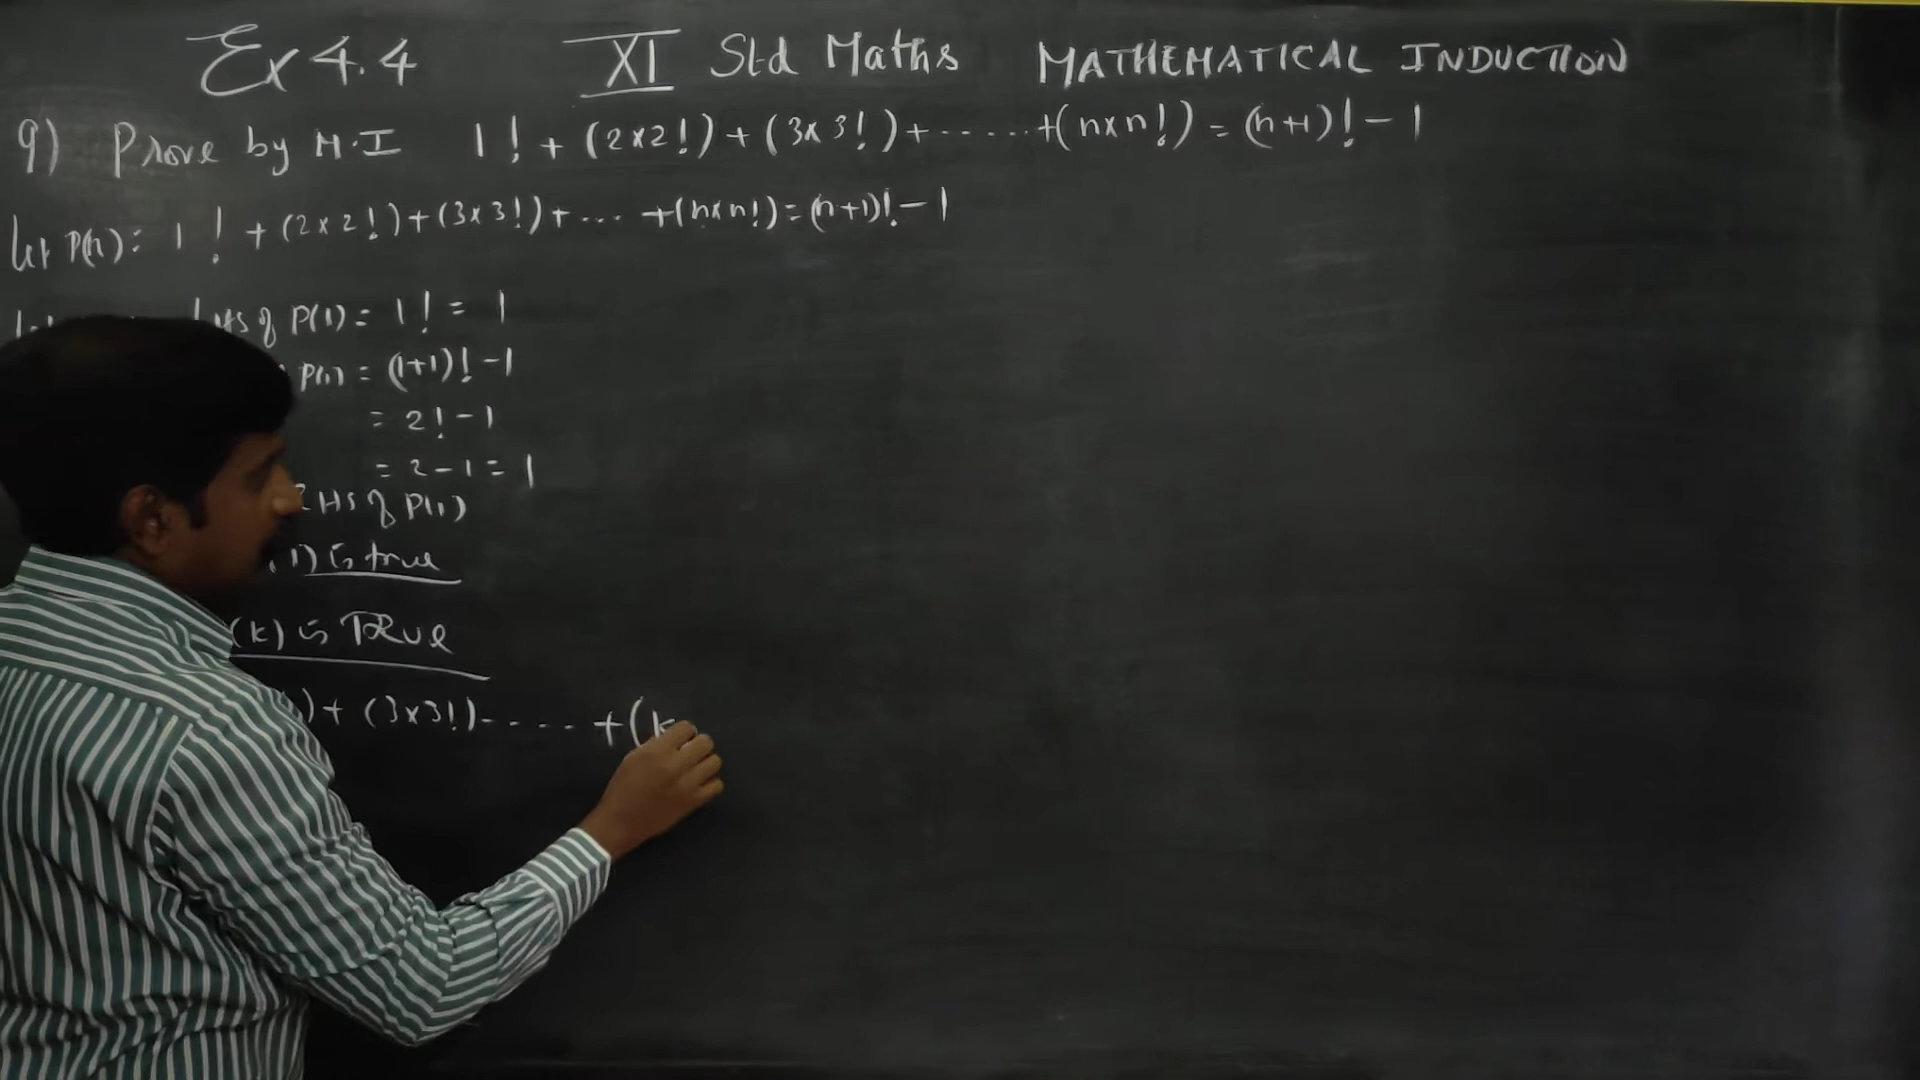 Ex 4.4 XI Std Maths MATHEMATICAL INDUCTION
9) Prove by M.I 1! + (2×2!) + (3×3!) + ..... + (n×n!) = (n+1)! - 1
Let P(n): 1! + (2×2!) + (3×3!) + ... + (n×n!) = (n+1)! - 1
LHS of P(1) = 1! = 1
P(1) = (1+1)! - 1
= 2! - 1
= 2 - 1 = 1
RHS of P(1)
1) is true
(k) is TRUe
) + (3×3!) ..... + (k